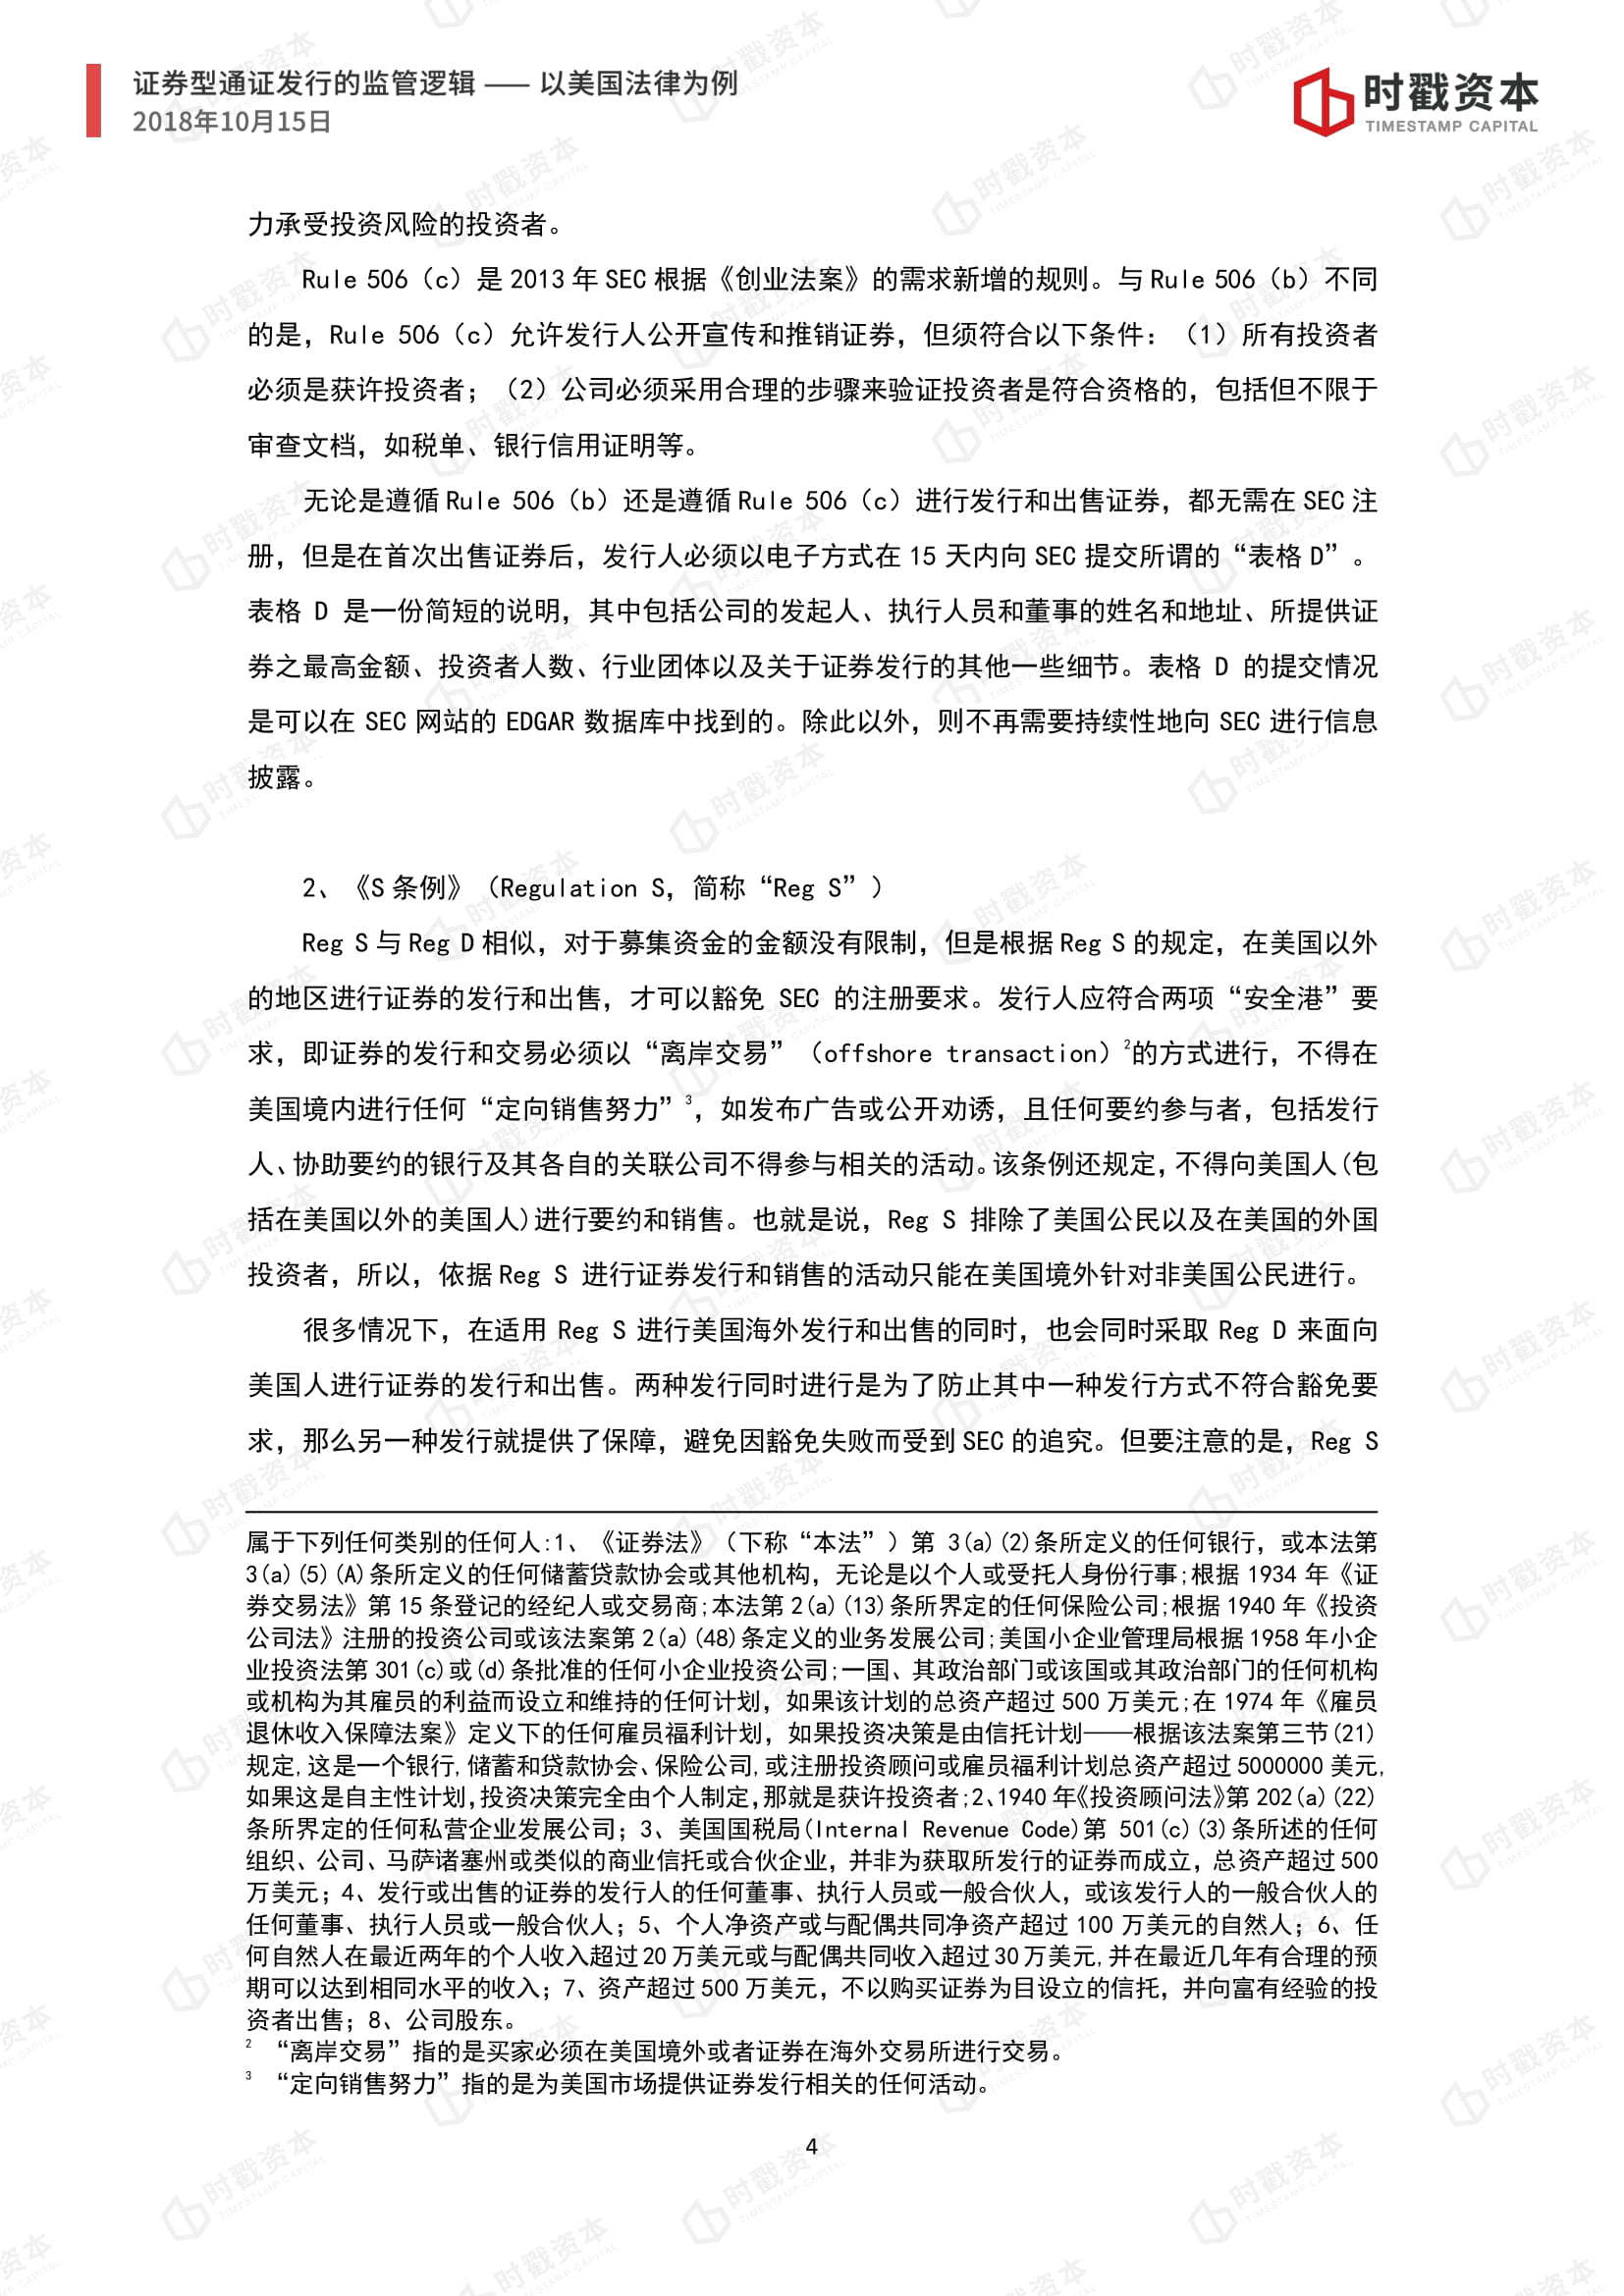 证券型通证发行的监管逻辑 —— 以美国法律为例
2018年10月15日
时戳资本
TIMESTAMP CAPITAL
力承受投资风险的投资者。
Rule 506（c）是 2013 年 SEC 根据《创业法案》的需求新增的规则。与 Rule 506（b）不同
的是，Rule 506（c）允许发行人公开宣传和推销证券，但须符合以下条件：（1）所有投资者
必须是获许投资者；（2）公司必须采用合理的步骤来验证投资者是符合资格的，包括但不限于
审查文档，如税单、银行信用证明等。
无论是遵循 Rule 506（b）还是遵循 Rule 506（c）进行发行和出售证券，都无需在 SEC 注
册，但是在首次出售证券后，发行人必须以电子方式在 15 天内向 SEC 提交所谓的“表格 D”。
表格 D 是一份简短的说明，其中包括公司的发起人、执行人员和董事的姓名和地址、所提供证
券之最高金额、投资者人数、行业团体以及关于证券发行的其他一些细节。表格 D 的提交情况
是可以在 SEC 网站的 EDGAR 数据库中找到的。除此以外，则不再需要持续性地向 SEC 进行信息
披露。
2、《S 条例》（Regulation S，简称“Reg S”）
Reg S 与 Reg D 相似，对于募集资金的金额没有限制，但是根据 Reg S 的规定，在美国以外
的地区进行证券的发行和出售，才可以豁免 SEC 的注册要求。发行人应符合两项“安全港”要
求，即证券的发行和交易必须以“离岸交易”（offshore transaction）2的方式进行，不得在
美国境内进行任何“定向销售努力”3，如发布广告或公开劝诱，且任何要约参与者，包括发行
人、协助要约的银行及其各自的关联公司不得参与相关的活动。该条例还规定，不得向美国人(包
括在美国以外的美国人)进行要约和销售。也就是说，Reg S 排除了美国公民以及在美国的外国
投资者，所以，依据 Reg S 进行证券发行和销售的活动只能在美国境外针对非美国公民进行。
很多情况下，在适用 Reg S 进行美国海外发行和出售的同时，也会同时采取 Reg D 来面向
美国人进行证券的发行和出售。两种发行同时进行是为了防止其中一种发行方式不符合豁免要
求，那么另一种发行就提供了保障，避免因豁免失败而受到 SEC 的追究。但要注意的是，Reg S
属于下列任何类别的任何人:1、《证券法》（下称“本法”）第 3(a)(2)条所定义的任何银行，或本法第
3(a)(5)(A)条所定义的任何储蓄贷款协会或其他机构，无论是以个人或受托人身份行事;根据 1934 年《证
券交易法》第 15 条登记的经纪人或交易商;本法第 2(a)(13)条所界定的任何保险公司;根据 1940 年《投资
公司法》注册的投资公司或该法案第 2(a)(48)条定义的业务发展公司;美国小企业管理局根据 1958 年小企
业投资法第 301(c)或(d)条批准的任何小企业投资公司;一国、其政治部门或该国或其政治部门的任何机构
或机构为其雇员的利益而设立和维持的任何计划，如果该计划的总资产超过 500 万美元;在 1974 年《雇员
退休收入保障法案》定义下的任何雇员福利计划，如果投资决策是由信托计划——根据该法案第三节(21)
规定,这是一个银行,储蓄和贷款协会、保险公司,或注册投资顾问或雇员福利计划总资产超过 5000000 美元,
如果这是自主性计划,投资决策完全由个人制定,那就是获许投资者;2、1940 年《投资顾问法》第 202(a)(22)
条所界定的任何私营企业发展公司；3、美国国税局(Internal Revenue Code)第 501(c)(3)条所述的任何
组织、公司、马萨诸塞州或类似的商业信托或合伙企业，并非为获取所发行的证券而成立，总资产超过 500
万美元；4、发行或出售的证券的发行人的任何董事、执行人员或一般合伙人，或该发行人的一般合伙人的
任何董事、执行人员或一般合伙人；5、个人净资产或与配偶共同净资产超过 100 万美元的自然人；6、任
何自然人在最近两年的个人收入超过 20 万美元或与配偶共同收入超过 30 万美元,并在最近几年有合理的预
期可以达到相同水平的收入；7、资产超过 500 万美元，不以购买证券为目设立的信托，并向富有经验的投
资者出售；8、公司股东。
2 “离岸交易”指的是买家必须在美国境外或者证券在海外交易所进行交易。
3 “定向销售努力”指的是为美国市场提供证券发行相关的任何活动。
4